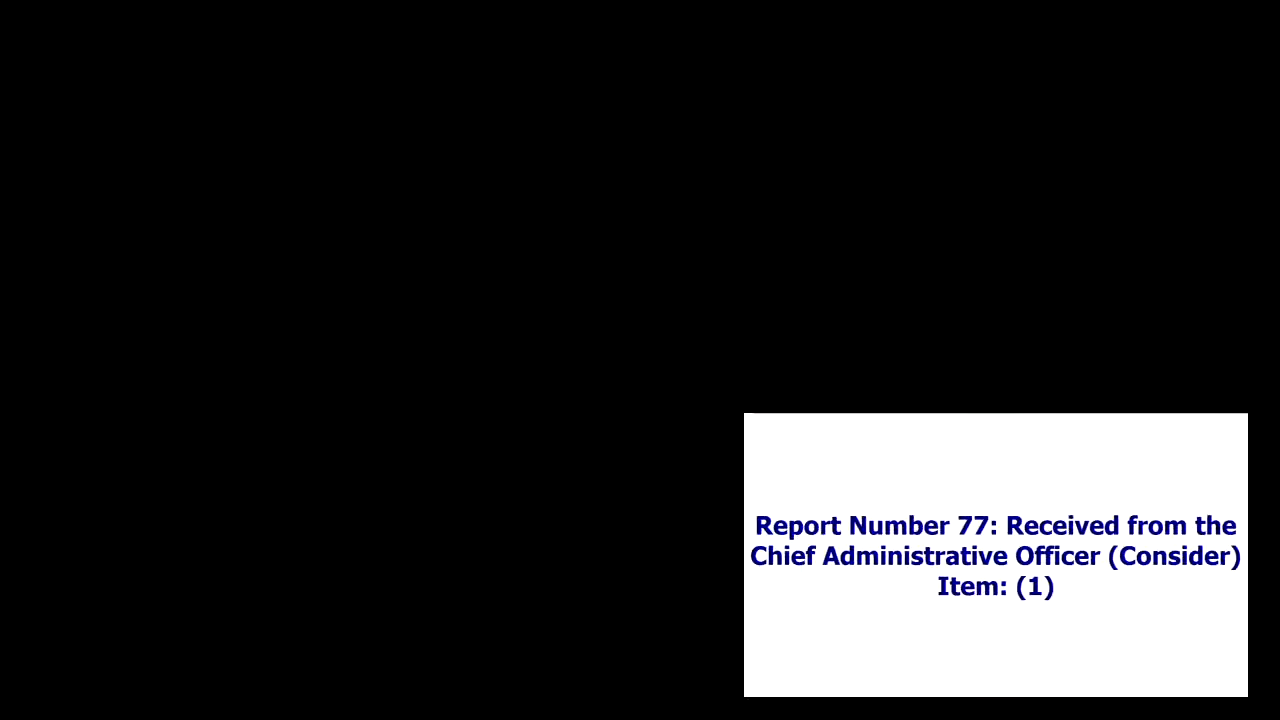 Report Number 77: Received from the
Chief Administrative Officer (Consider)
Item: (1)